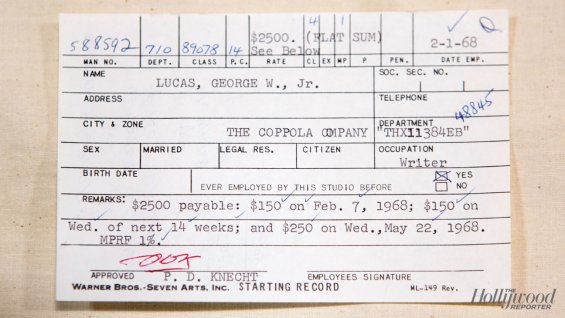 4 1
588592 710 89078 14 $2500. (FLAT SUM) 2-1-68
See Below
MAN NO. DEPT. CLASS P.C. RATE CL EX MP P PEN. DATE EMP.
NAME SOC. SEC. NO.
LUCAS, GEORGE W., Jr.
ADDRESS TELEPHONE
48845
CITY & ZONE DEPARTMENT
THE COPPOLA COMPANY "THX11384EB"
SEX MARRIED LEGAL RES. CITIZEN OCCUPATION
Writer
BIRTH DATE YES
EVER EMPLOYED BY THIS STUDIO BEFORE NO
REMARKS: $2500 payable: $150 on Feb. 7, 1968; $150 on
Wed. of next 14 weeks; and $250 on Wed., May 22, 1968.
MPRF 1%.
APPROVED P. D. KNECHT EMPLOYEES SIGNATURE
WARNER BROS.-SEVEN ARTS, INC. STARTING RECORD ML-149 Rev.
THE
Hollywood
REPORTER